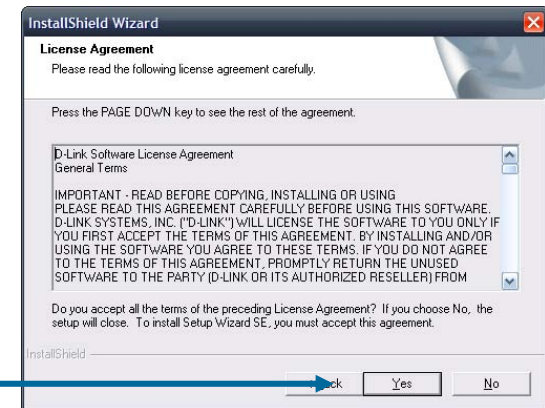 InstallShield Wizard
License Agreement
Please read the following license agreement carefully.
Press the PAGE DOWN key to see the rest of the agreement.
D-Link Software License Agreement
General Terms
IMPORTANT - READ BEFORE COPYING, INSTALLING OR USING
PLEASE READ THIS AGREEMENT CAREFULLY BEFORE USING THIS SOFTWARE.
D-LINK SYSTEMS, INC. ("D-LINK") WILL LICENSE THE SOFTWARE TO YOU ONLY IF
YOU FIRST ACCEPT THE TERMS OF THIS AGREEMENT. BY INSTALLING AND/OR
USING THE SOFTWARE YOU AGREE TO THESE TERMS. IF YOU DO NOT AGREE
TO THE TERMS OF THIS AGREEMENT, PROMPTLY RETURN THE UNUSED
SOFTWARE TO THE PARTY (D-LINK OR ITS AUTHORIZED RESELLER) FROM
Do you accept all the terms of the preceding License Agreement? If you choose No, the
setup will close. To install Setup Wizard SE, you must accept this agreement.
InstallShield
Yes No